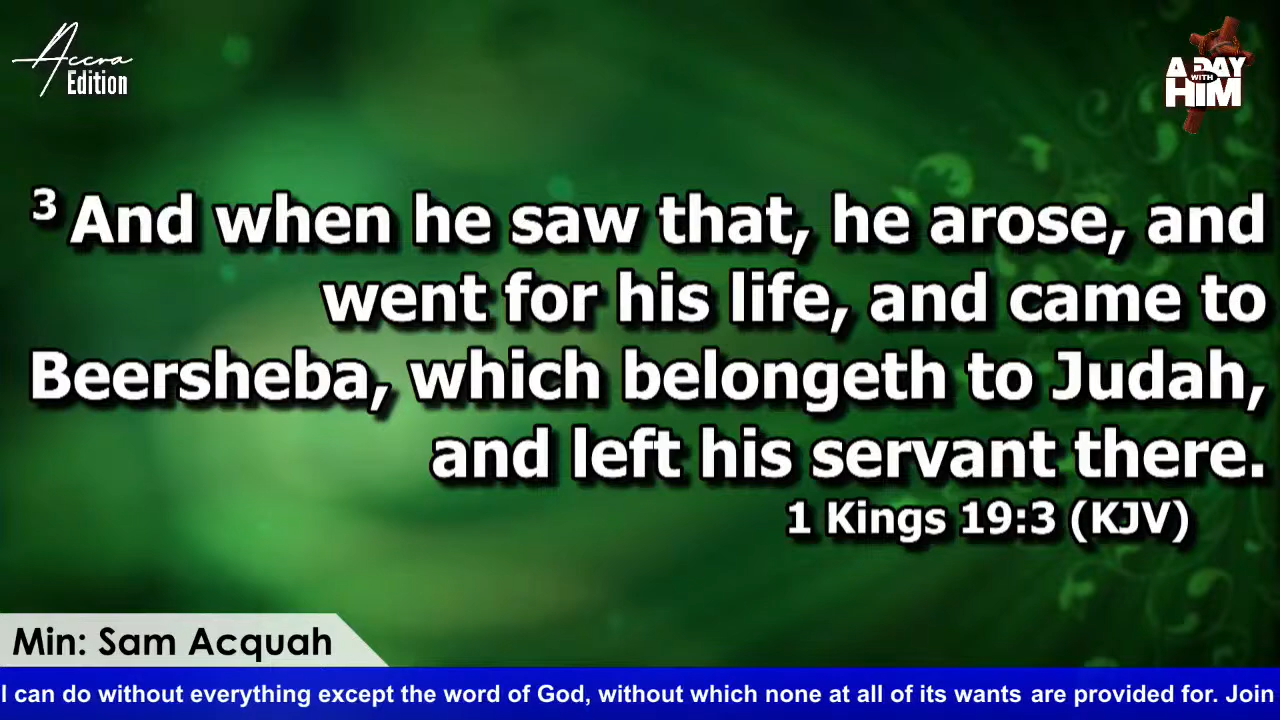 Accra
Edition
A DAY
WITH
HIM
3 And when he saw that, he arose, and
went for his life, and came to
Beersheba, which belongeth to Judah,
and left his servant there.
1 Kings 19:3 (KJV)
Min: Sam Acquah
I can do without everything except the word of God, without which none at all of its wants are provided for. Join